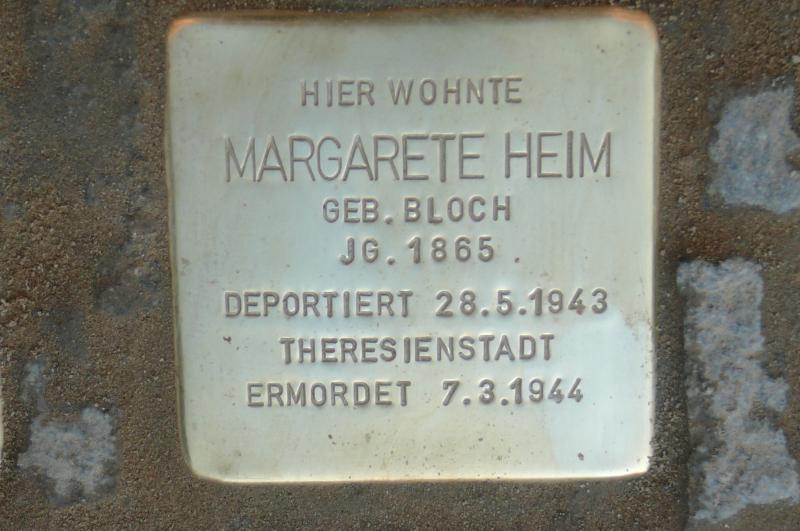 HIER WOHNTE
MARGARETE HEIM
GEB. BLOCH
JG. 1865
DEPORTIERT 28.5.1943
THERESIENSTADT
ERMORDET 7.3.1944